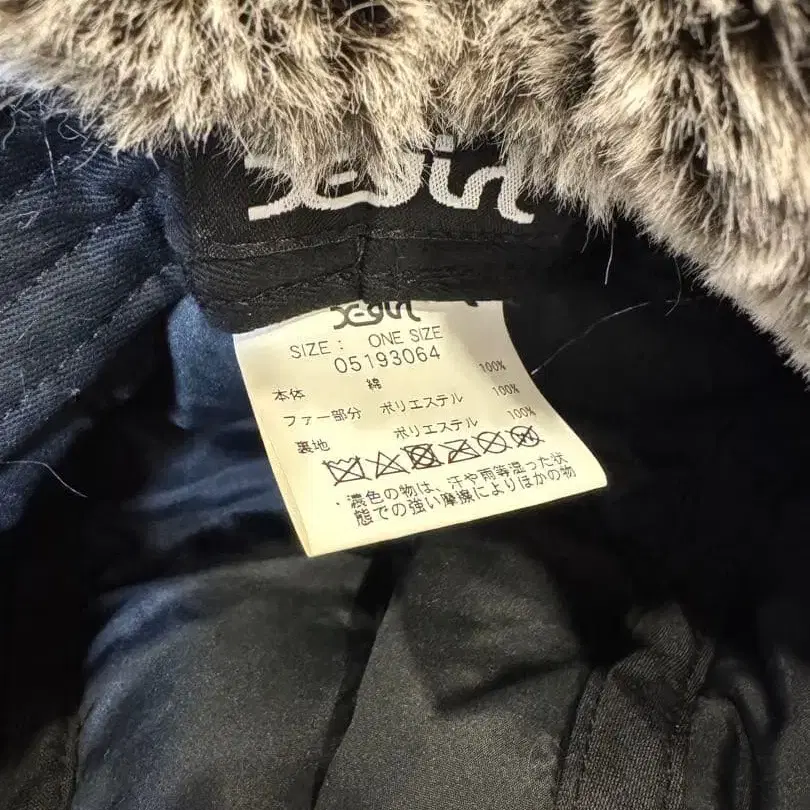 X-girl
X-girl
SIZE: ONE SIZE
05193064
本体 綿 100%
ファー部分 ポリエステル 100%
裏地 ポリエステル 100%
・濃色の物は、汗や雨等湿った状
態での強い摩擦によりほかの物